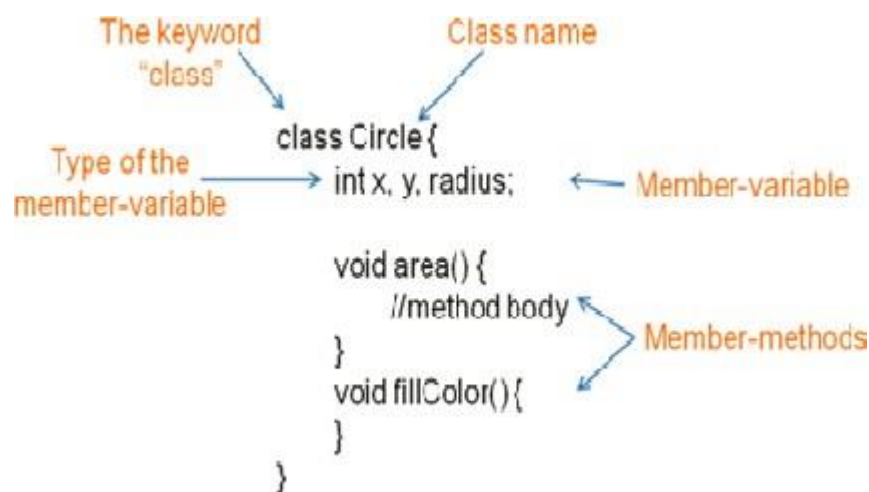 The keyword
"class"
Class name
class Circle {
Type of the
member-variable
int x, y, radius;
Member-variable
void area() {
//method body
}
Member-methods
void fillColor() {
}
}